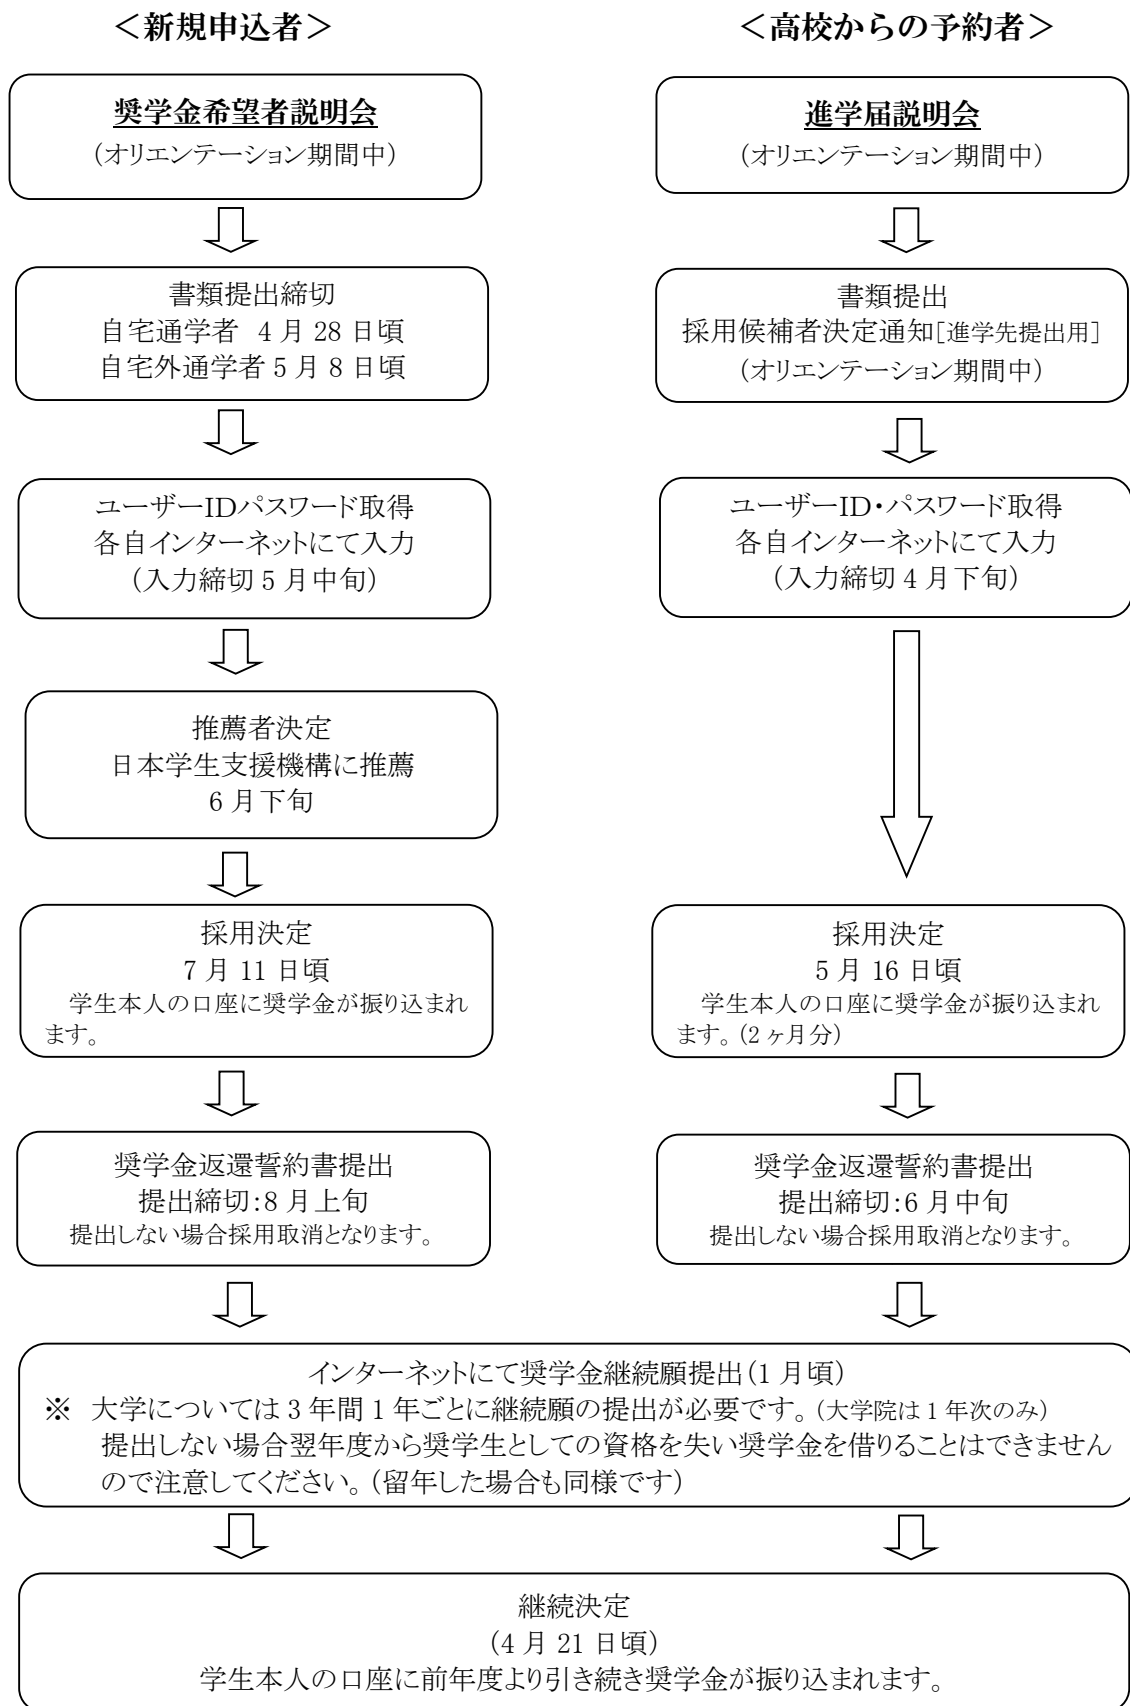 ＜新規申込者＞
奨学金希望者説明会
(オリエンテーション期間中)
書類提出締切
自宅通学者 4月28日頃
自宅外通学者5月8日頃
ユーザーIDパスワード取得
各自インターネットにて入力
(入力締切5月中旬)
推薦者決定
日本学生支援機構に推薦
6月下旬
採用決定
7月11日頃
学生本人の口座に奨学金が振り込まれ
ます。
奨学金返還誓約書提出
提出締切:8月上旬
提出しない場合採用取消となります。
＜高校からの予約者＞
進学届説明会
(オリエンテーション期間中)
書類提出
採用候補者決定通知[進学先提出用]
(オリエンテーション期間中)
ユーザーID・パスワード取得
各自インターネットにて入力
(入力締切4月下旬)
採用決定
5月16日頃
学生本人の口座に奨学金が振り込まれ
ます。(2ヶ月分)
奨学金返還誓約書提出
提出締切:6月中旬
提出しない場合採用取消となります。
インターネットにて奨学金継続願提出(1月頃)
※ 大学については3年間1年ごとに継続願の提出が必要です。(大学院は1年次のみ)
提出しない場合翌年度から奨学生としての資格を失い奨学金を借りることはできません
ので注意してください。(留年した場合も同様です)
継続決定
(4月21日頃)
学生本人の口座に前年度より引き続き奨学金が振り込まれます。